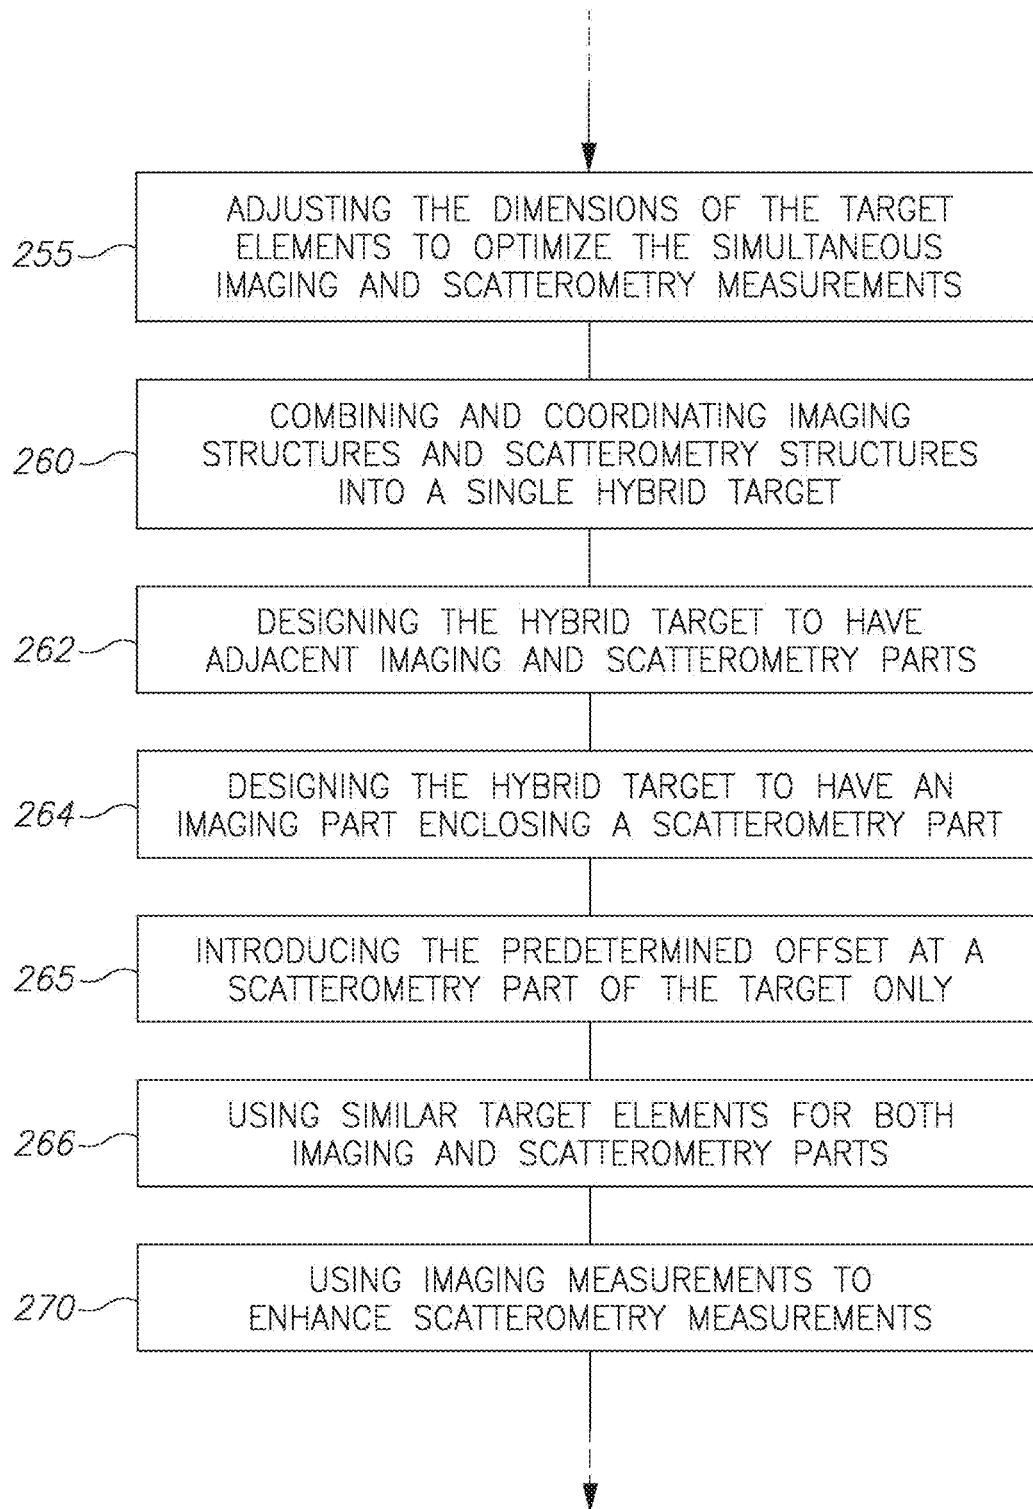 255
ADJUSTING THE DIMENSIONS OF THE TARGET
ELEMENTS TO OPTIMIZE THE SIMULTANEOUS
IMAGING AND SCATTEROMETRY MEASUREMENTS
260
COMBINING AND COORDINATING IMAGING
STRUCTURES AND SCATTEROMETRY STRUCTURES
INTO A SINGLE HYBRID TARGET
262
DESIGNING THE HYBRID TARGET TO HAVE
ADJACENT IMAGING AND SCATTEROMETRY PARTS
264
DESIGNING THE HYBRID TARGET TO HAVE AN
IMAGING PART ENCLOSING A SCATTEROMETRY PART
265
INTRODUCING THE PREDETERMINED OFFSET AT A
SCATTEROMETRY PART OF THE TARGET ONLY
266
USING SIMILAR TARGET ELEMENTS FOR BOTH
IMAGING AND SCATTEROMETRY PARTS
270
USING IMAGING MEASUREMENTS TO
ENHANCE SCATTEROMETRY MEASUREMENTS